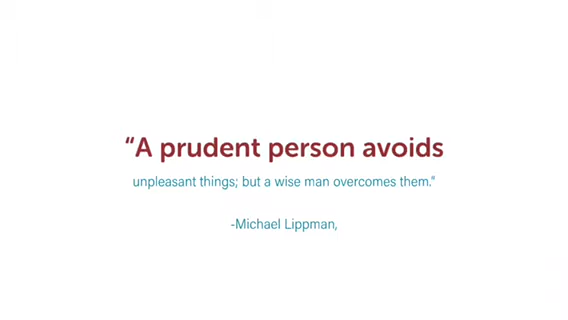 “A prudent person avoids
unpleasant things; but a wise man overcomes them.”
-Michael Lippman,